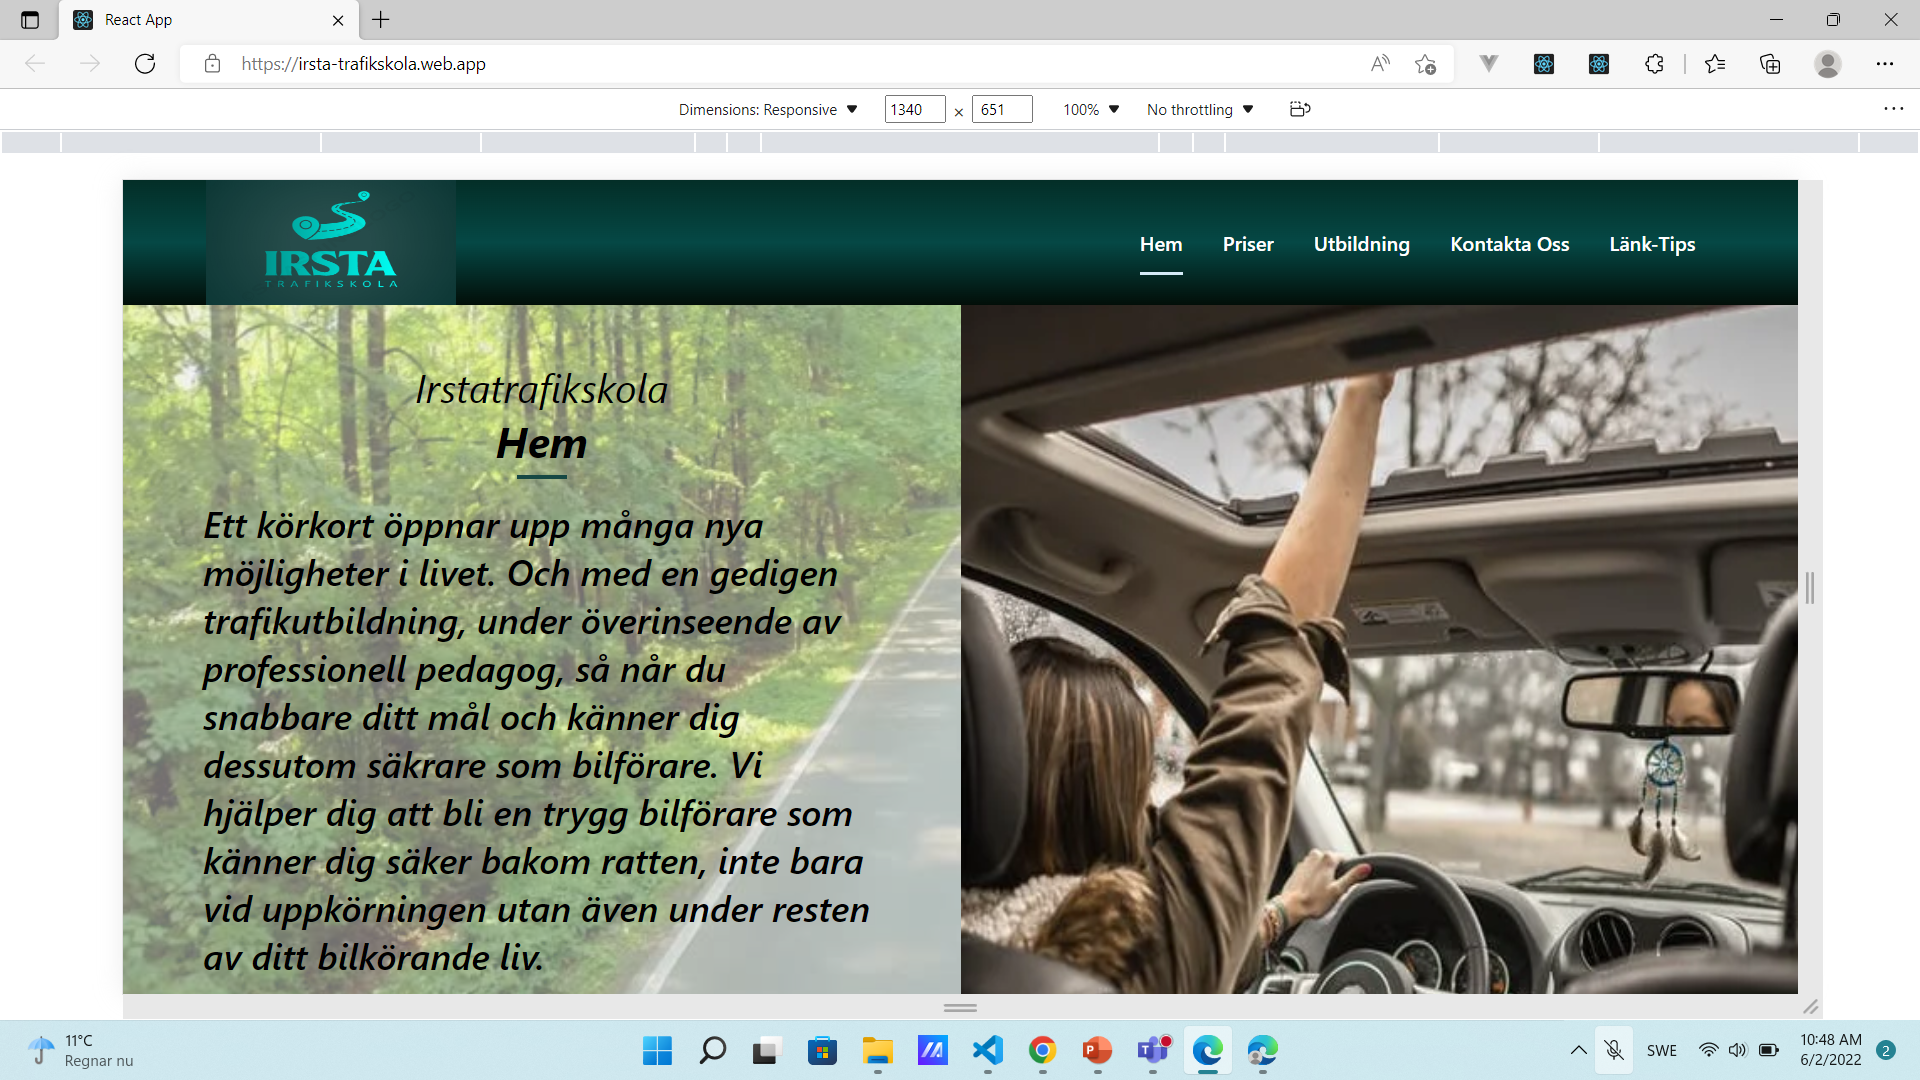 React App
https://irsta-trafikskola.web.app
Dimensions: Responsive 1340 × 651 100% No throttling
IRSTA
TRAFIKSKOLA
Hem Priser Utbildning Kontakta Oss Länk-Tips
Irstatrafikskola
Hem
Ett körkort öppnar upp många nya
möjligheter i livet. Och med en gedigen
trafikutbildning, under överinseende av
professionell pedagog, så når du
snabbare ditt mål och känner dig
dessutom säkrare som bilförare. Vi
hjälper dig att bli en trygg bilförare som
känner dig säker bakom ratten, inte bara
vid uppkörningen utan även under resten
av ditt bilkörande liv.
11°C
Regnar nu
SWE
10:48 AM
6/2/2022
2